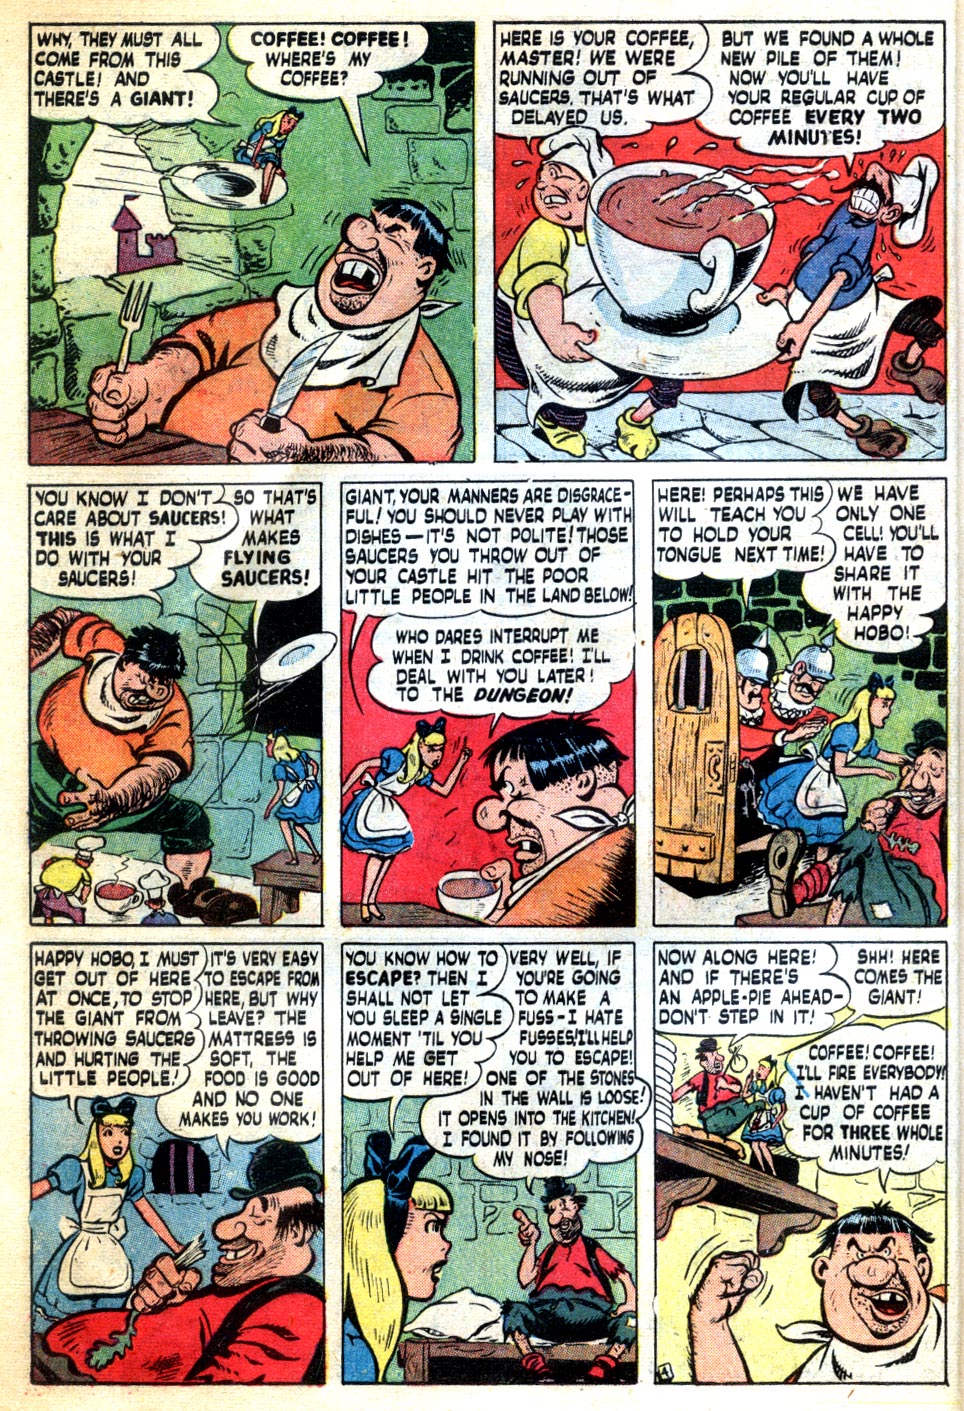 WHY, THEY MUST ALL
COME FROM THIS
CASTLE! AND
THERE'S A GIANT!
COFFEE! COFFEE!
WHERE'S MY
COFFEE?
HERE IS YOUR COFFEE,
MASTER! WE WERE
RUNNING OUT OF
SAUCERS. THAT'S WHAT
DELAYED US.
BUT WE FOUND A WHOLE
NEW PILE OF THEM!
NOW YOU'LL HAVE
YOUR REGULAR CUP OF
COFFEE EVERY TWO
MINUTES!
YOU KNOW I DON'T
CARE ABOUT SAUCERS!
THIS IS WHAT I
DO WITH YOUR
SAUCERS!
SO THAT'S
WHAT
MAKES
FLYING
SAUCERS!
GIANT, YOUR MANNERS ARE DISGRACE-
FUL! YOU SHOULD NEVER PLAY WITH
DISHES—IT'S NOT POLITE! THOSE
SAUCERS YOU THROW OUT OF
YOUR CASTLE HIT THE POOR
LITTLE PEOPLE IN THE LAND BELOW!
WHO DARES INTERRUPT ME
WHEN I DRINK COFFEE! I'LL
DEAL WITH YOU LATER!
TO THE DUNGEON!
HERE! PERHAPS THIS
WILL TEACH YOU
TO HOLD YOUR
TONGUE NEXT TIME!
WE HAVE
ONLY ONE
CELL! YOU'LL
HAVE TO
SHARE IT
WITH THE
HAPPY
HOBO!
HAPPY HOBO, I MUST
GET OUT OF HERE
AT ONCE, TO STOP
THE GIANT FROM
THROWING SAUCERS
AND HURTING THE
LITTLE PEOPLE!
IT'S VERY EASY
TO ESCAPE FROM
HERE, BUT WHY
LEAVE? THE
MATTRESS IS
SOFT, THE
FOOD IS GOOD
AND NO ONE
MAKES YOU WORK!
YOU KNOW HOW TO
ESCAPE? THEN I
SHALL NOT LET
YOU SLEEP A SINGLE
MOMENT 'TIL YOU
HELP ME GET
OUT OF HERE!
VERY WELL, IF
YOU'RE GOING
TO MAKE A
FUSS—I HATE
FUSSES! I'LL HELP
YOU TO ESCAPE!
ONE OF THE STONES
IN THE WALL IS LOOSE!
IT OPENS INTO THE KITCHEN!
I FOUND IT BY FOLLOWING
MY NOSE!
NOW ALONG HERE!
AND IF THERE'S
AN APPLE-PIE AHEAD—
DON'T STEP IN IT!
SHH! HERE
COMES THE
GIANT!
COFFEE! COFFEE!
I'LL FIRE EVERYBODY!
I HAVEN'T HAD A
CUP OF COFFEE
FOR THREE WHOLE
MINUTES!
4